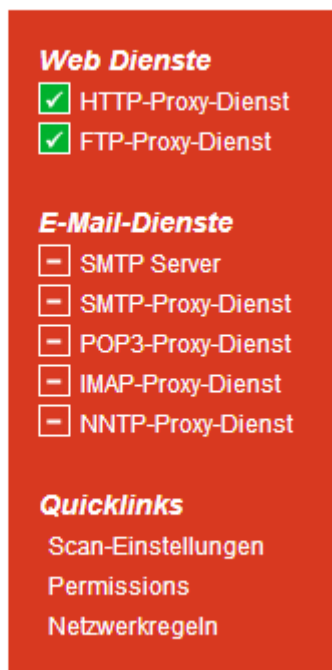 Web Dienste
HTTP-Proxy-Dienst
FTP-Proxy-Dienst
E-Mail-Dienste
SMTP Server
SMTP-Proxy-Dienst
POP3-Proxy-Dienst
IMAP-Proxy-Dienst
NNTP-Proxy-Dienst
Quicklinks
Scan-Einstellungen
Permissions
Netzwerkregeln